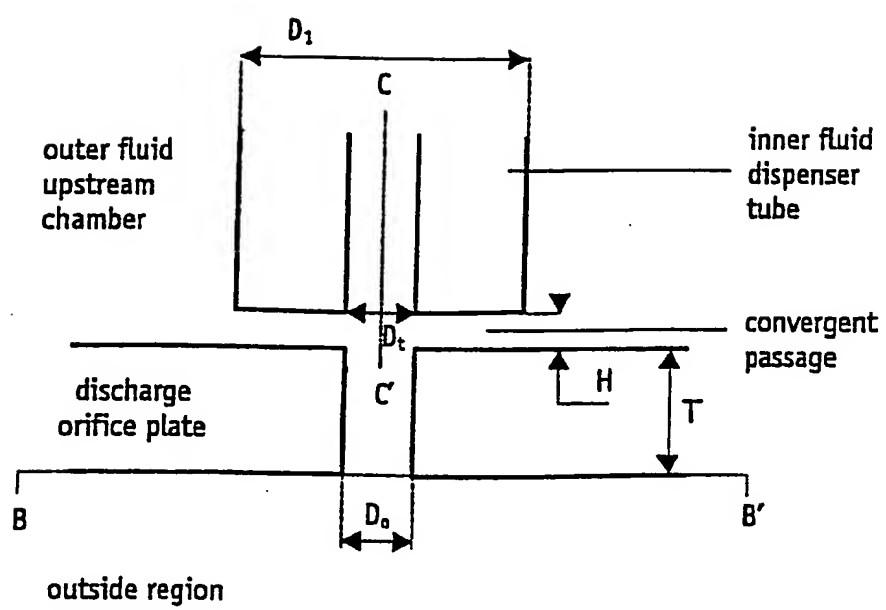 D₁
C
outer fluid
upstream
chamber
inner fluid
dispenser
tube
Dₜ
convergent
passage
C'
H
T
discharge
orifice plate
B
Dₒ
B'
outside region